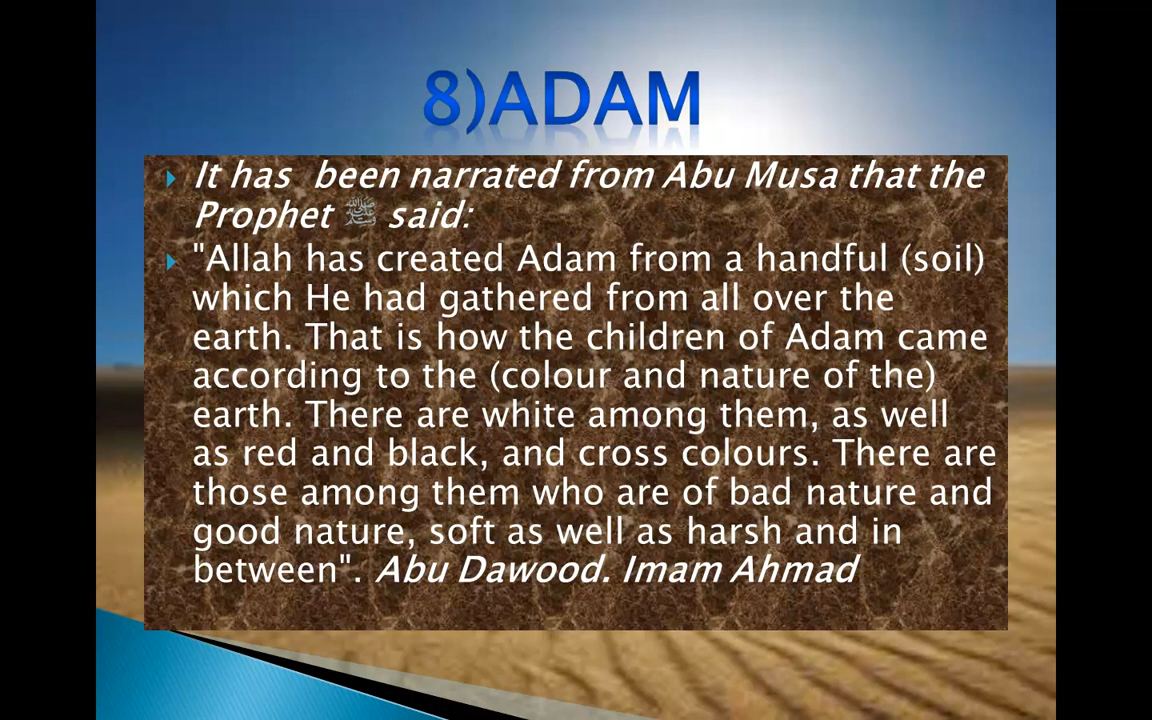 8)ADAM
It has  been narrated from Abu Musa that the
Prophet ﷺ said:
"Allah has created Adam from a handful (soil)
which He had gathered from all over the
earth. That is how the children of Adam came
according to the (colour and nature of the)
earth. There are white among them, as well
as red and black, and cross colours. There are
those among them who are of bad nature and
good nature, soft as well as harsh and in
between". Abu Dawood. Imam Ahmad